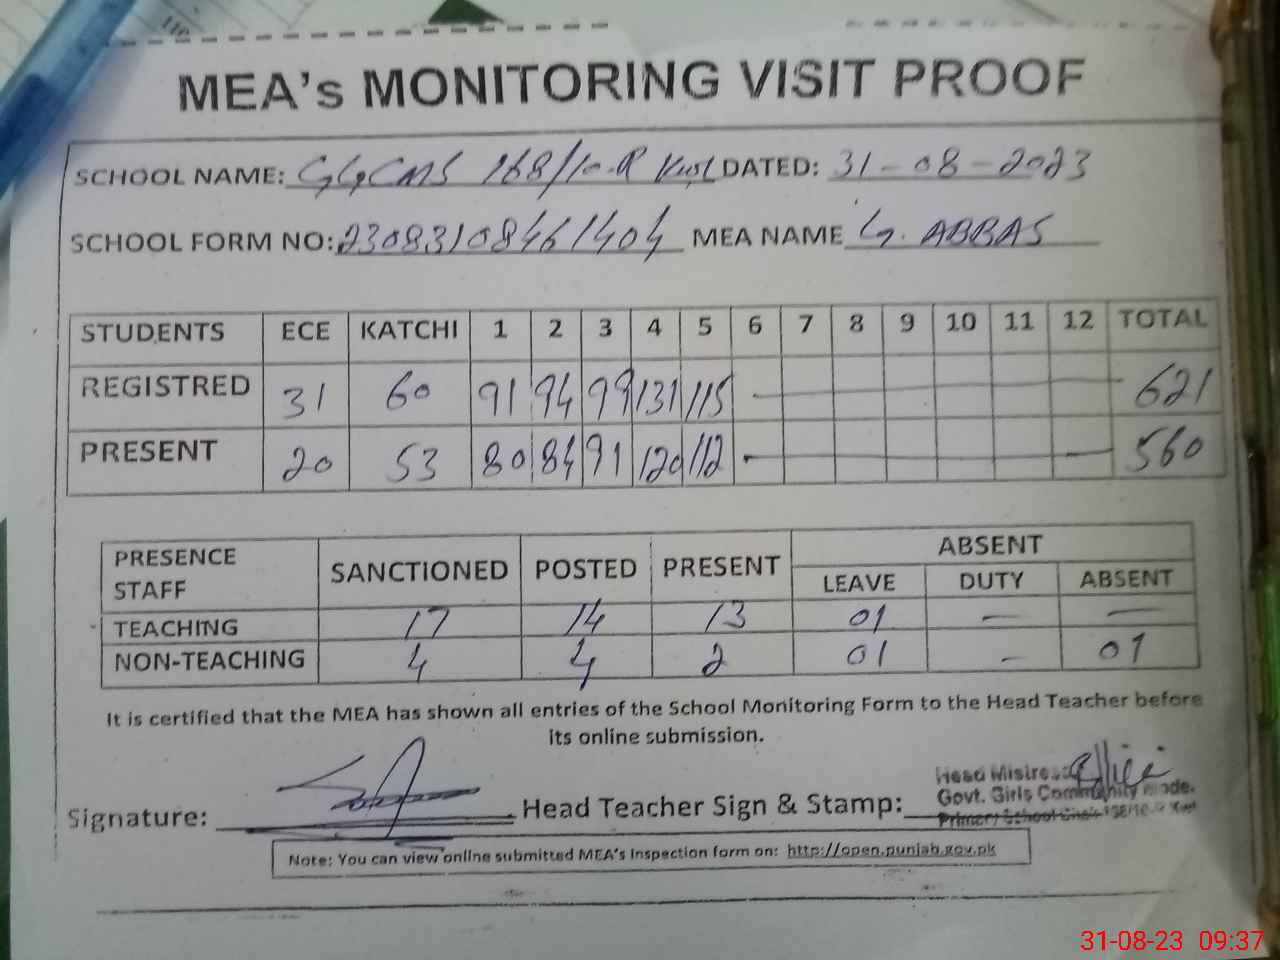 MEA's MONITORING VISIT PROOF
SCHOOL NAME: GGCMS 168/10-R Kwl DATED: 31-08-2023
SCHOOL FORM NO: 23083108461404 MEA NAME G. ABBAS
STUDENTS ECE KATCHI 1 2 3 4 5 6 7 8 9 10 11 12 TOTAL
REGISTRED 31 60 91 94 99 131 115 - 621
PRESENT 20 53 80 84 91 120 112 - 560
PRESENCE STAFF SANCTIONED POSTED PRESENT ABSENT
LEAVE DUTY ABSENT
TEACHING 17 14 13 01 - -
NON-TEACHING 4 4 2 01 - 01
It is certified that the MEA has shown all entries of the School Monitoring Form to the Head Teacher before
its online submission.
Signature: Head Teacher Sign & Stamp:
Head Mistress
Govt. Girls Community Mode.
Primary School
Note: You can view online submitted MEA's Inspection form on: http://open.punjab.gov.pk
31-08-23 09:37